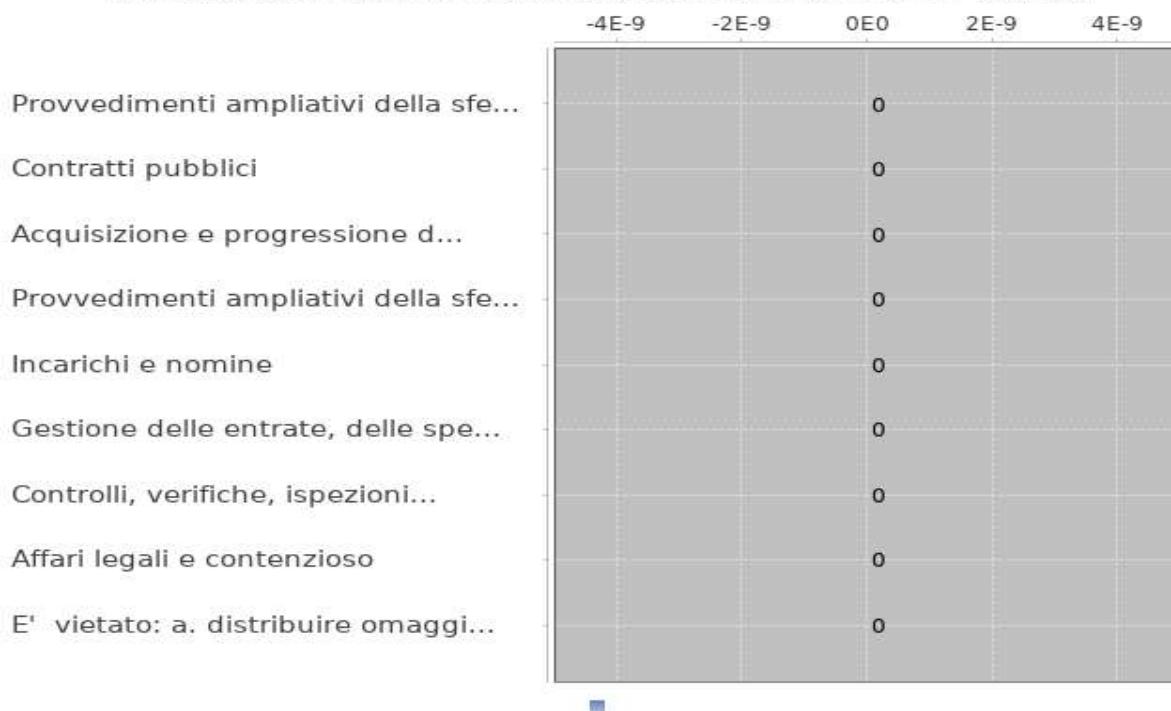 -4E-9 -2E-9 0E0 2E-9 4E-9
Provvedimenti ampliativi della sfe... 0
Contratti pubblici 0
Acquisizione e progressione d... 0
Provvedimenti ampliativi della sfe... 0
Incarichi e nomine 0
Gestione delle entrate, delle spe... 0
Controlli, verifiche, ispezioni... 0
Affari legali e contenzioso 0
E'  vietato: a. distribuire omaggi... 0